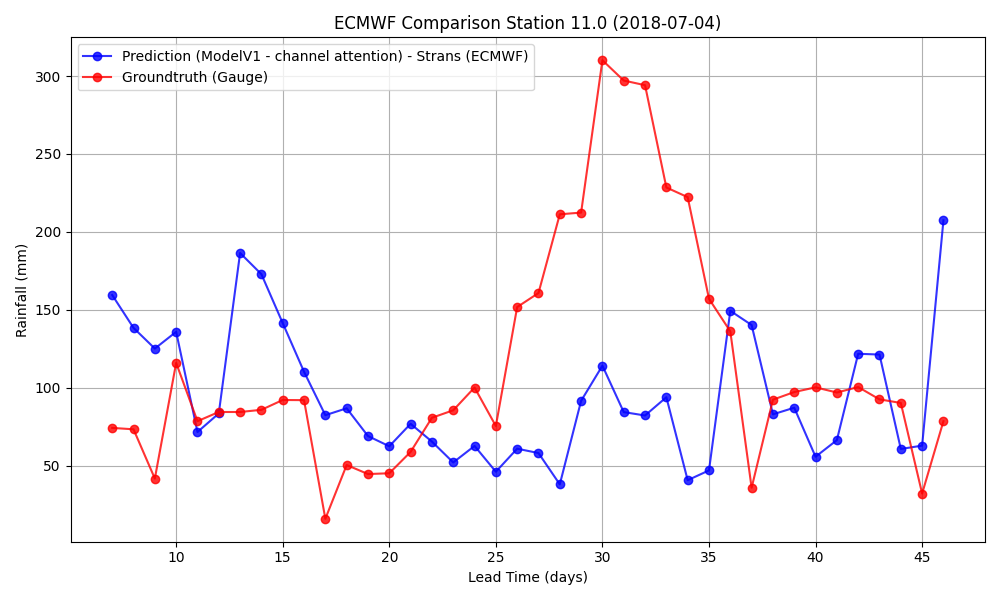 ECMWF Comparison Station 11.0 (2018-07-04)
Prediction (ModelV1 - channel attention) - Strans (ECMWF)
Groundtruth (Gauge)
300
250
200
150
100
50
Rainfall (mm)
10 15 20 25 30 35 40 45
Lead Time (days)